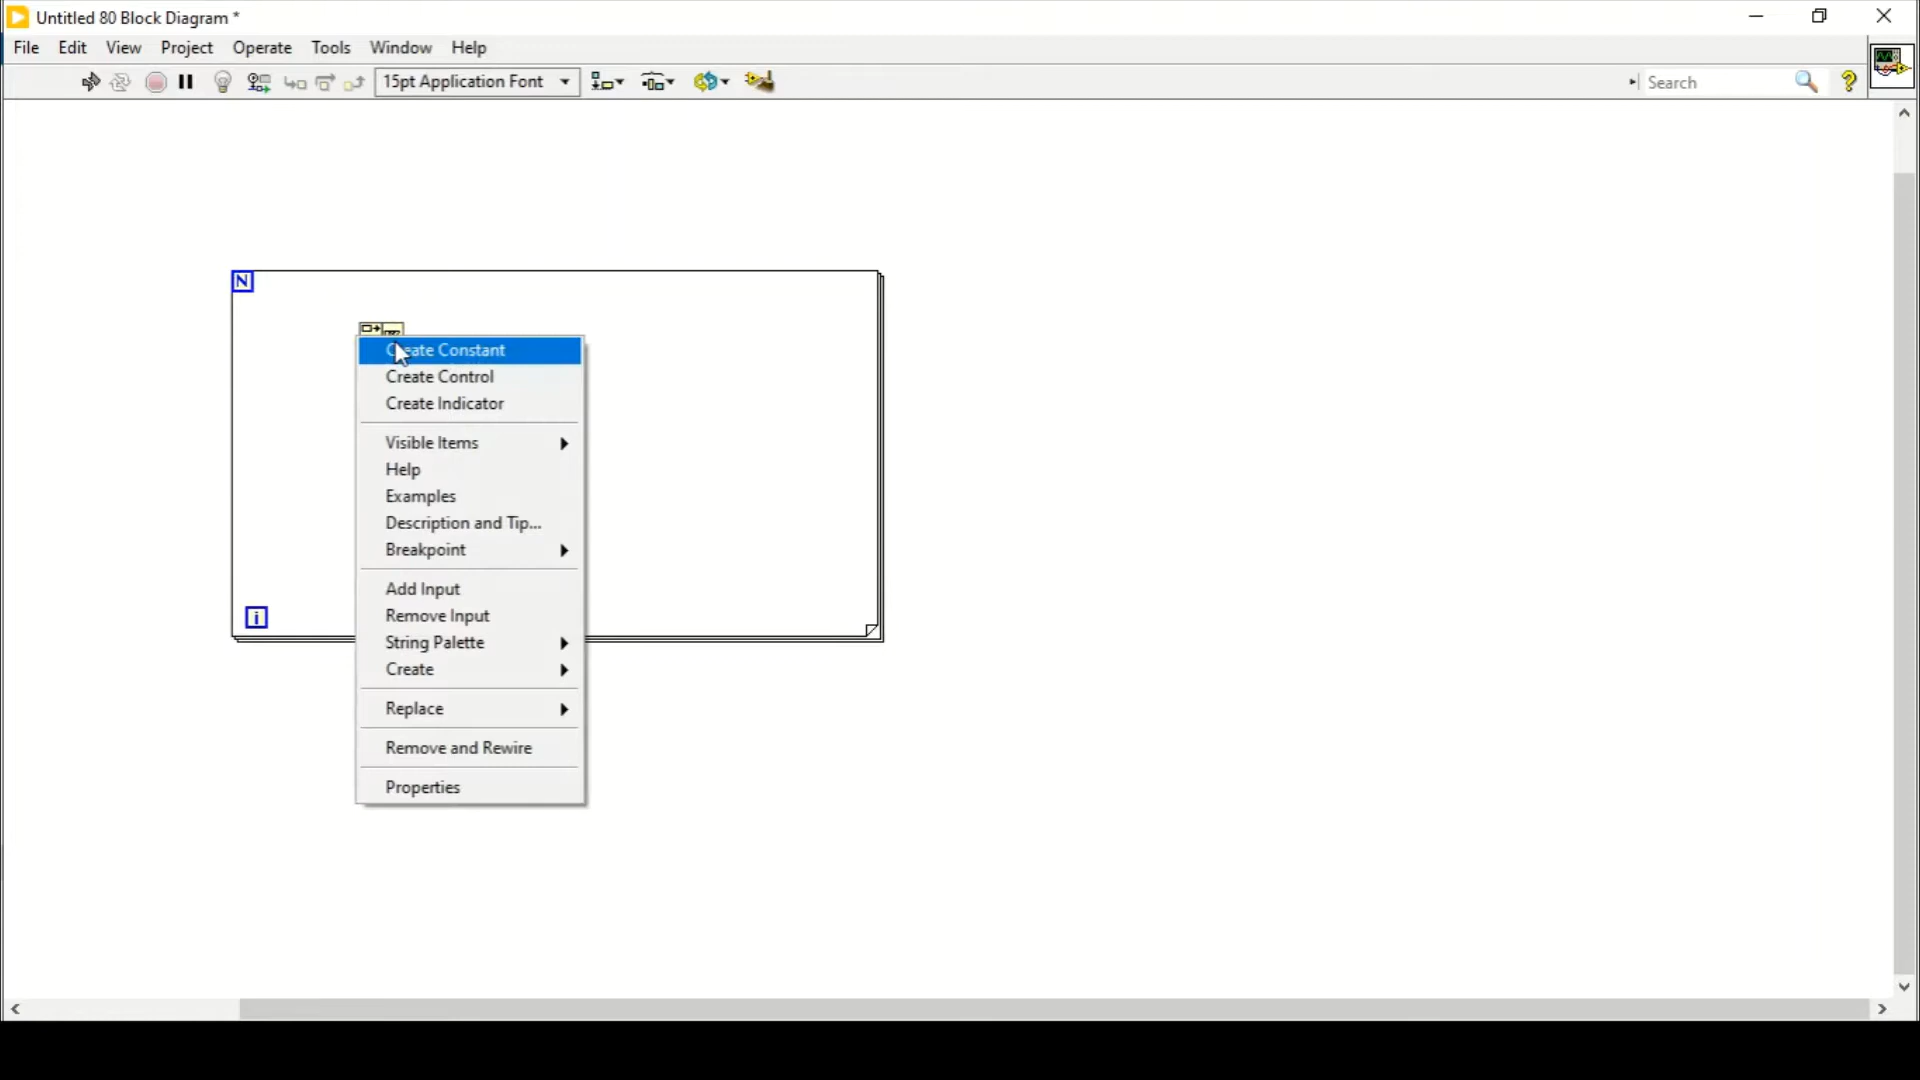 Untitled 80 Block Diagram *
File Edit View Project Operate Tools Window Help
15pt Application Font
Search
?
N
Create Constant
Create Control
Create Indicator
Visible Items
Help
Examples
Description and Tip...
Breakpoint
Add Input
Remove Input
String Palette
Create
Replace
Remove and Rewire
Properties
i